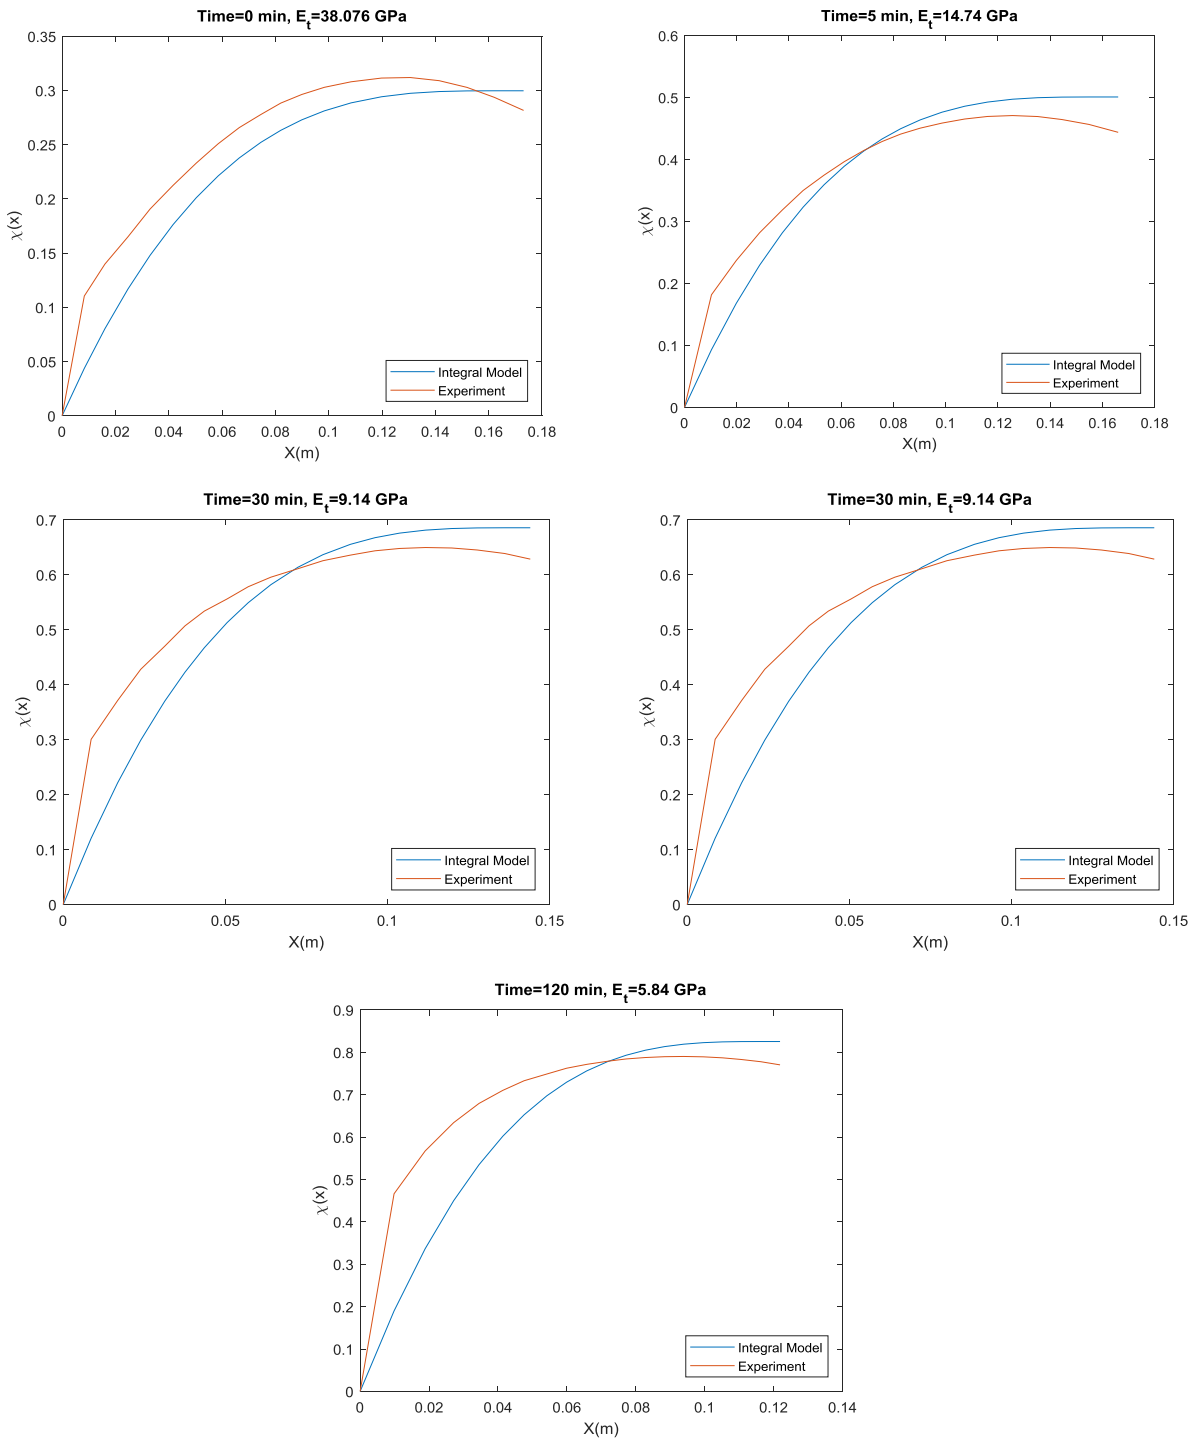 Time=0 min, E_t=38.076 GPa
0.35
0.3
0.25
0.2
0.15
0.1
0.05
0
χ(x)
0 0.02 0.04 0.06 0.08 0.1 0.12 0.14 0.16 0.18
X(m)
Integral Model
Experiment
Time=5 min, E_t=14.74 GPa
0.6
0.5
0.4
0.3
0.2
0.1
0
χ(x)
0 0.02 0.04 0.06 0.08 0.1 0.12 0.14 0.16 0.18
X(m)
Integral Model
Experiment
Time=30 min, E_t=9.14 GPa
0.7
0.6
0.5
0.4
0.3
0.2
0.1
0
χ(x)
0 0.05 0.1 0.15
X(m)
Integral Model
Experiment
Time=30 min, E_t=9.14 GPa
0.7
0.6
0.5
0.4
0.3
0.2
0.1
0
χ(x)
0 0.05 0.1 0.15
X(m)
Integral Model
Experiment
Time=120 min, E_t=5.84 GPa
0.9
0.8
0.7
0.6
0.5
0.4
0.3
0.2
0.1
0
χ(x)
0 0.02 0.04 0.06 0.08 0.1 0.12 0.14
X(m)
Integral Model
Experiment